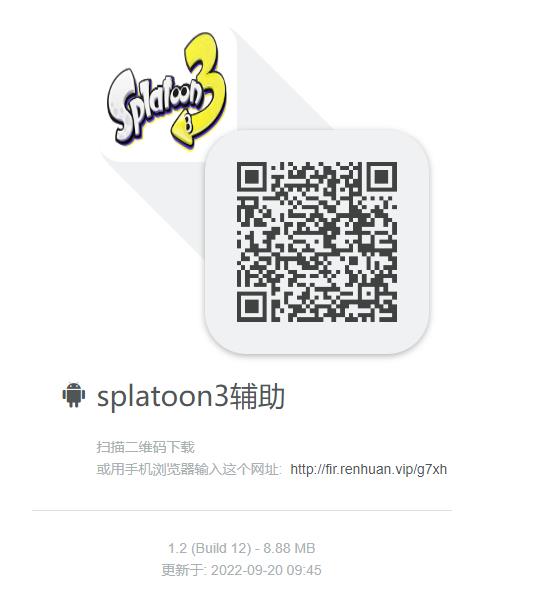 Splatoon 3
3
splatoon3辅助
扫描二维码下载
或用手机浏览器输入这个网址: http://fir.renhuan.vip/g7xh
1.2 (Build 12) - 8.88 MB
更新于: 2022-09-20 09:45